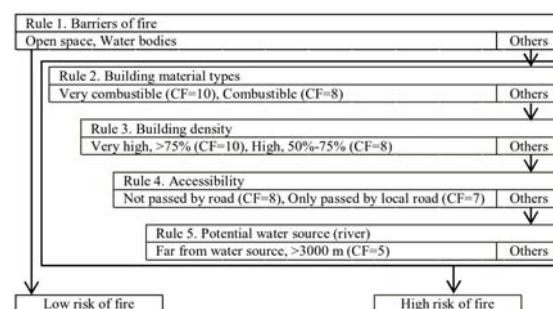 Rule 1. Barriers of fire
Open space, Water bodies Others
Rule 2. Building material types
Very combustible (CF=10), Combustible (CF=8) Others
Rule 3. Building density
Very high, >75% (CF=10), High, 50%-75% (CF=8) Others
Rule 4. Accessibility
Not passed by road (CF=8), Only passed by local road (CF=7) Others
Rule 5. Potential water source (river)
Far from water source, >3000 m (CF=5) Others
Low risk of fire High risk of fire